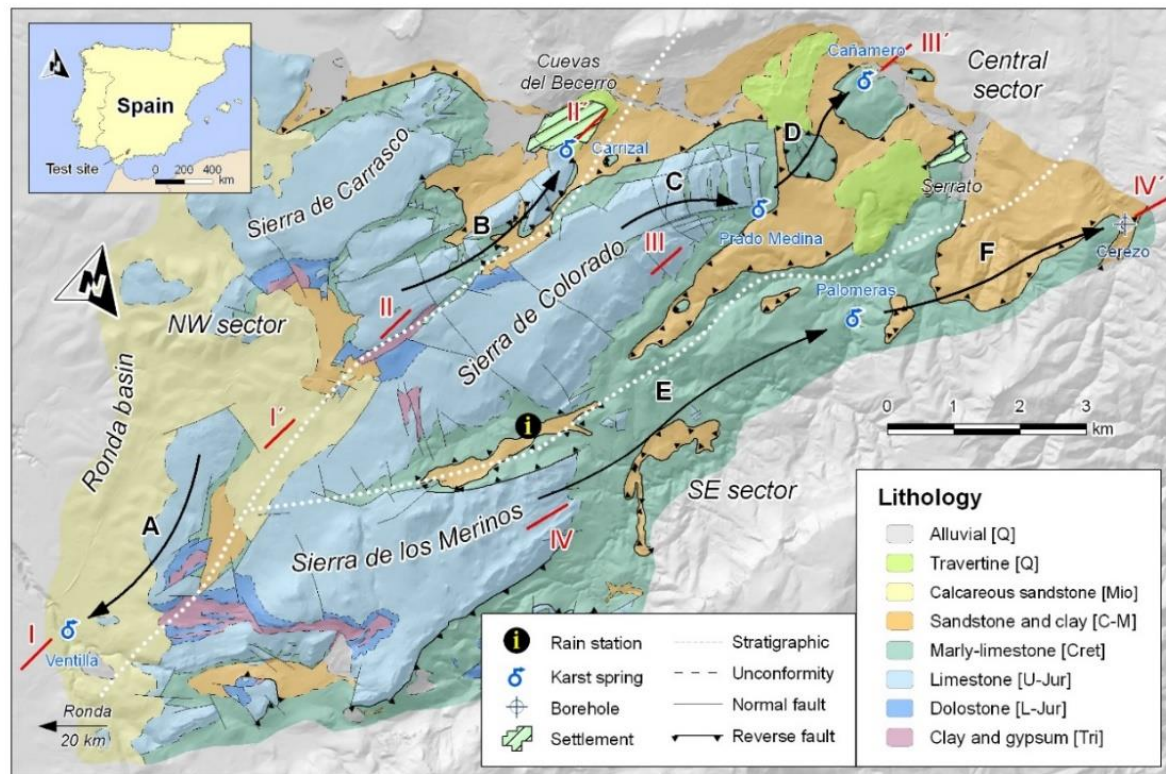 N
Spain
Test site
0 200 400
km
Cuevas
del Becerro
II´
Carrizal
Cañamero
III´
Central
sector
Sierra de Carrasco
B
C
D
Serrato
IV´
Prado Medina
F
Cerezo
III
Palomeras
II
NW sector
Sierra de Colorado
N
Ronda basin
I´
E
i
0 1 2 3
km
SE sector
A
Sierra de los Merinos
IV
I
Ventilla
Ronda
20 km
i Rain station
Karst spring
Borehole
Settlement
Stratigraphic
Unconformity
Normal fault
Reverse fault
Lithology
Alluvial [Q]
Travertine [Q]
Calcareous sandstone [Mio]
Sandstone and clay [C-M]
Marly-limestone [Cret]
Limestone [U-Jur]
Dolostone [L-Jur]
Clay and gypsum [Tri]